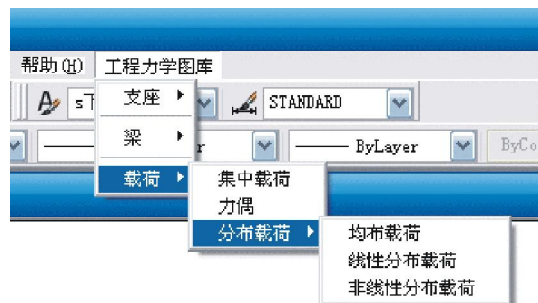 帮助(H) 工程力学图库
支座 STANDARD
梁 ByLayer
载荷 集中载荷
力偶
分布载荷 均布载荷
线性分布载荷
非线性分布载荷